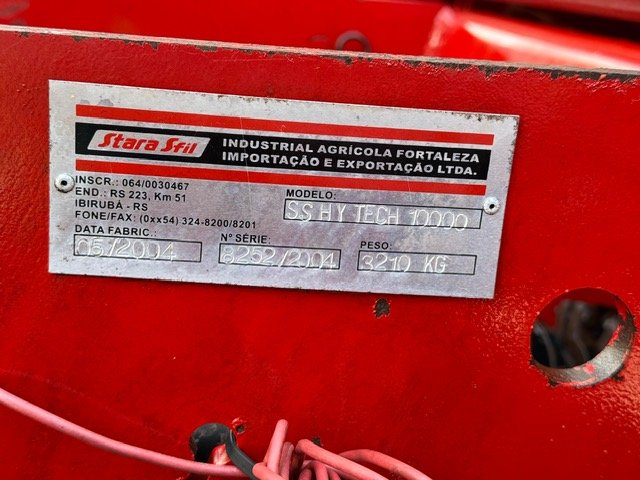 Stara Sfil
INDUSTRIAL AGRÍCOLA FORTALEZA
IMPORTAÇÃO E EXPORTAÇÃO LTDA.
INSCR.: 064/0030467
END.: RS 223, Km 51
IBIRUBÁ - RS
FONE/FAX: (0xx54) 324-8200/8201
MODELO:
SS HY TECH 10000
DATA FABRIC.:
05/2004
Nº SÉRIE:
8252/2004
PESO:
3210 KG